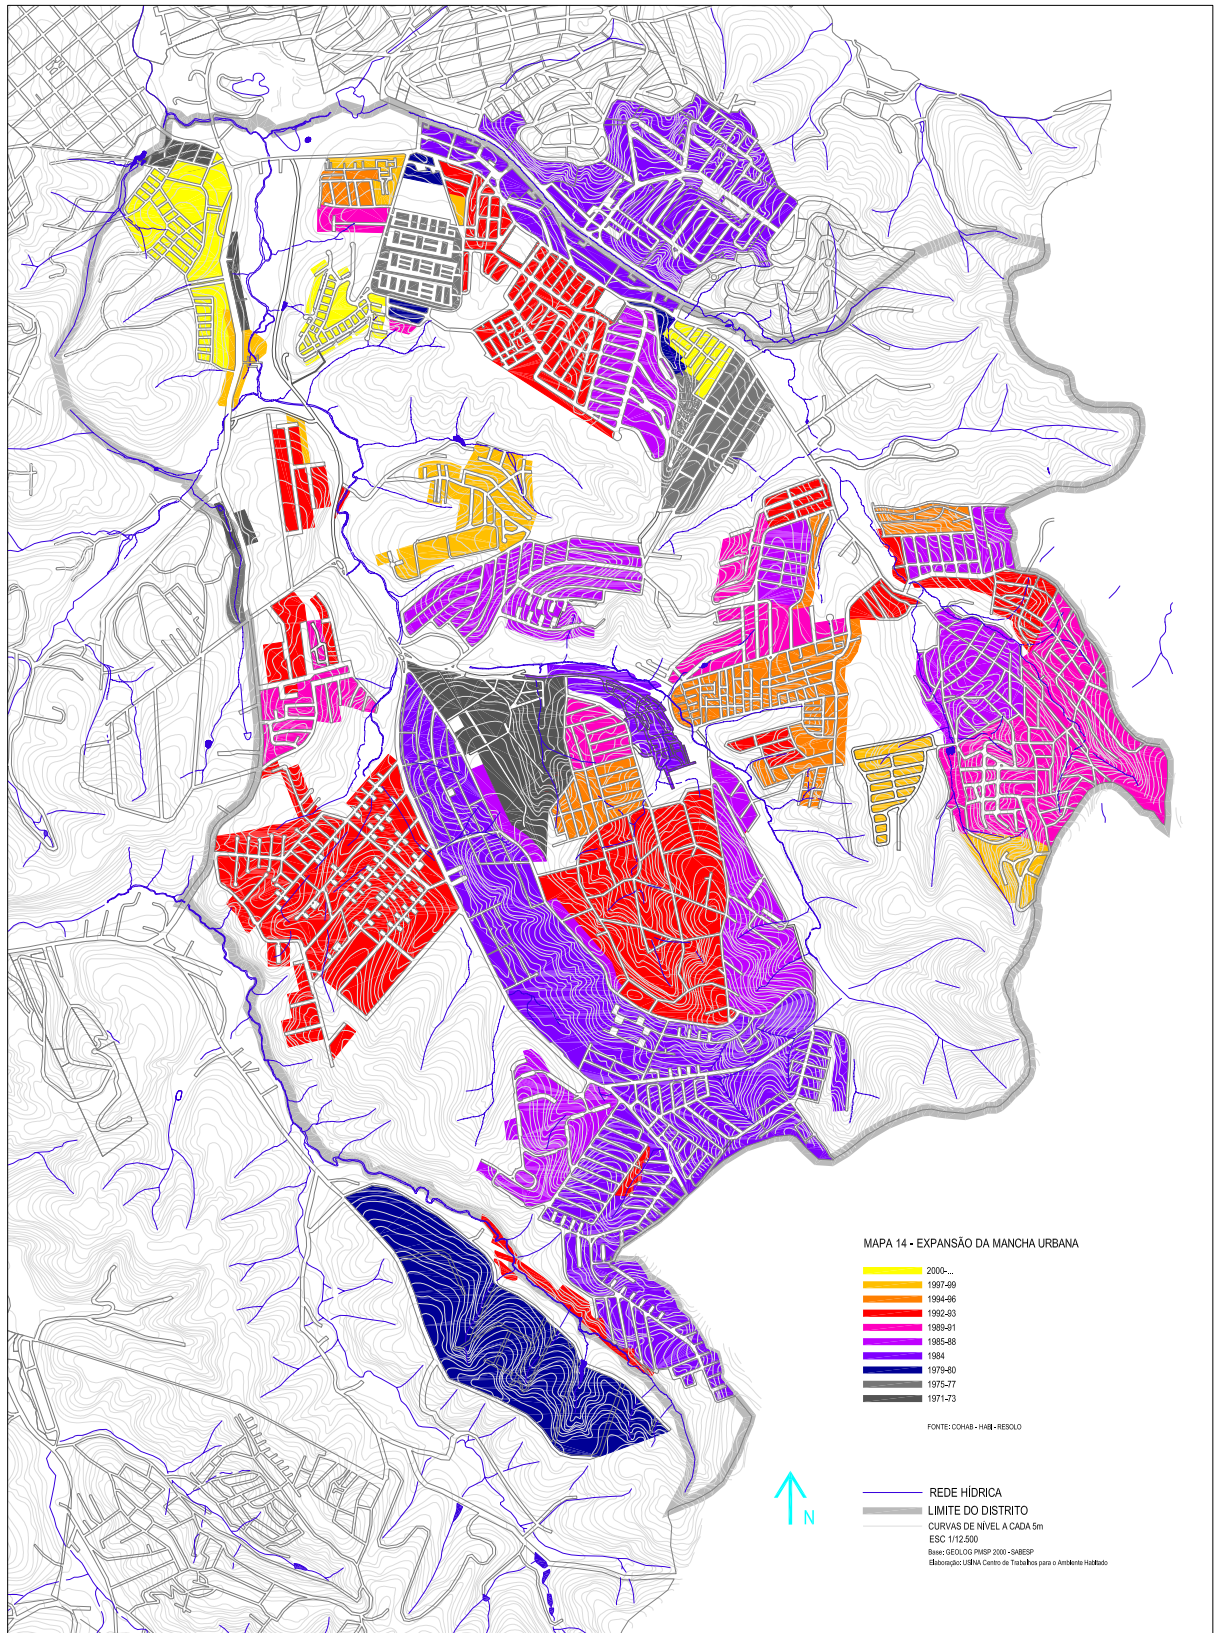 MAPA 14 - EXPANSÃO DA MANCHA URBANA
2000-...
1997-99
1994-96
1992-93
1989-91
1985-88
1984
1979-80
1975-77
1971-73
FONTE: COHAB - HABI - RESOLO
N
REDE HÍDRICA
LIMITE DO DISTRITO
CURVAS DE NÍVEL A CADA 5m
ESC 1/12.500
Base: GEOLOG PMSP 2000 - SABESP
Elaboração: USINA Centro de Trabalhos para o Ambiente Habitado